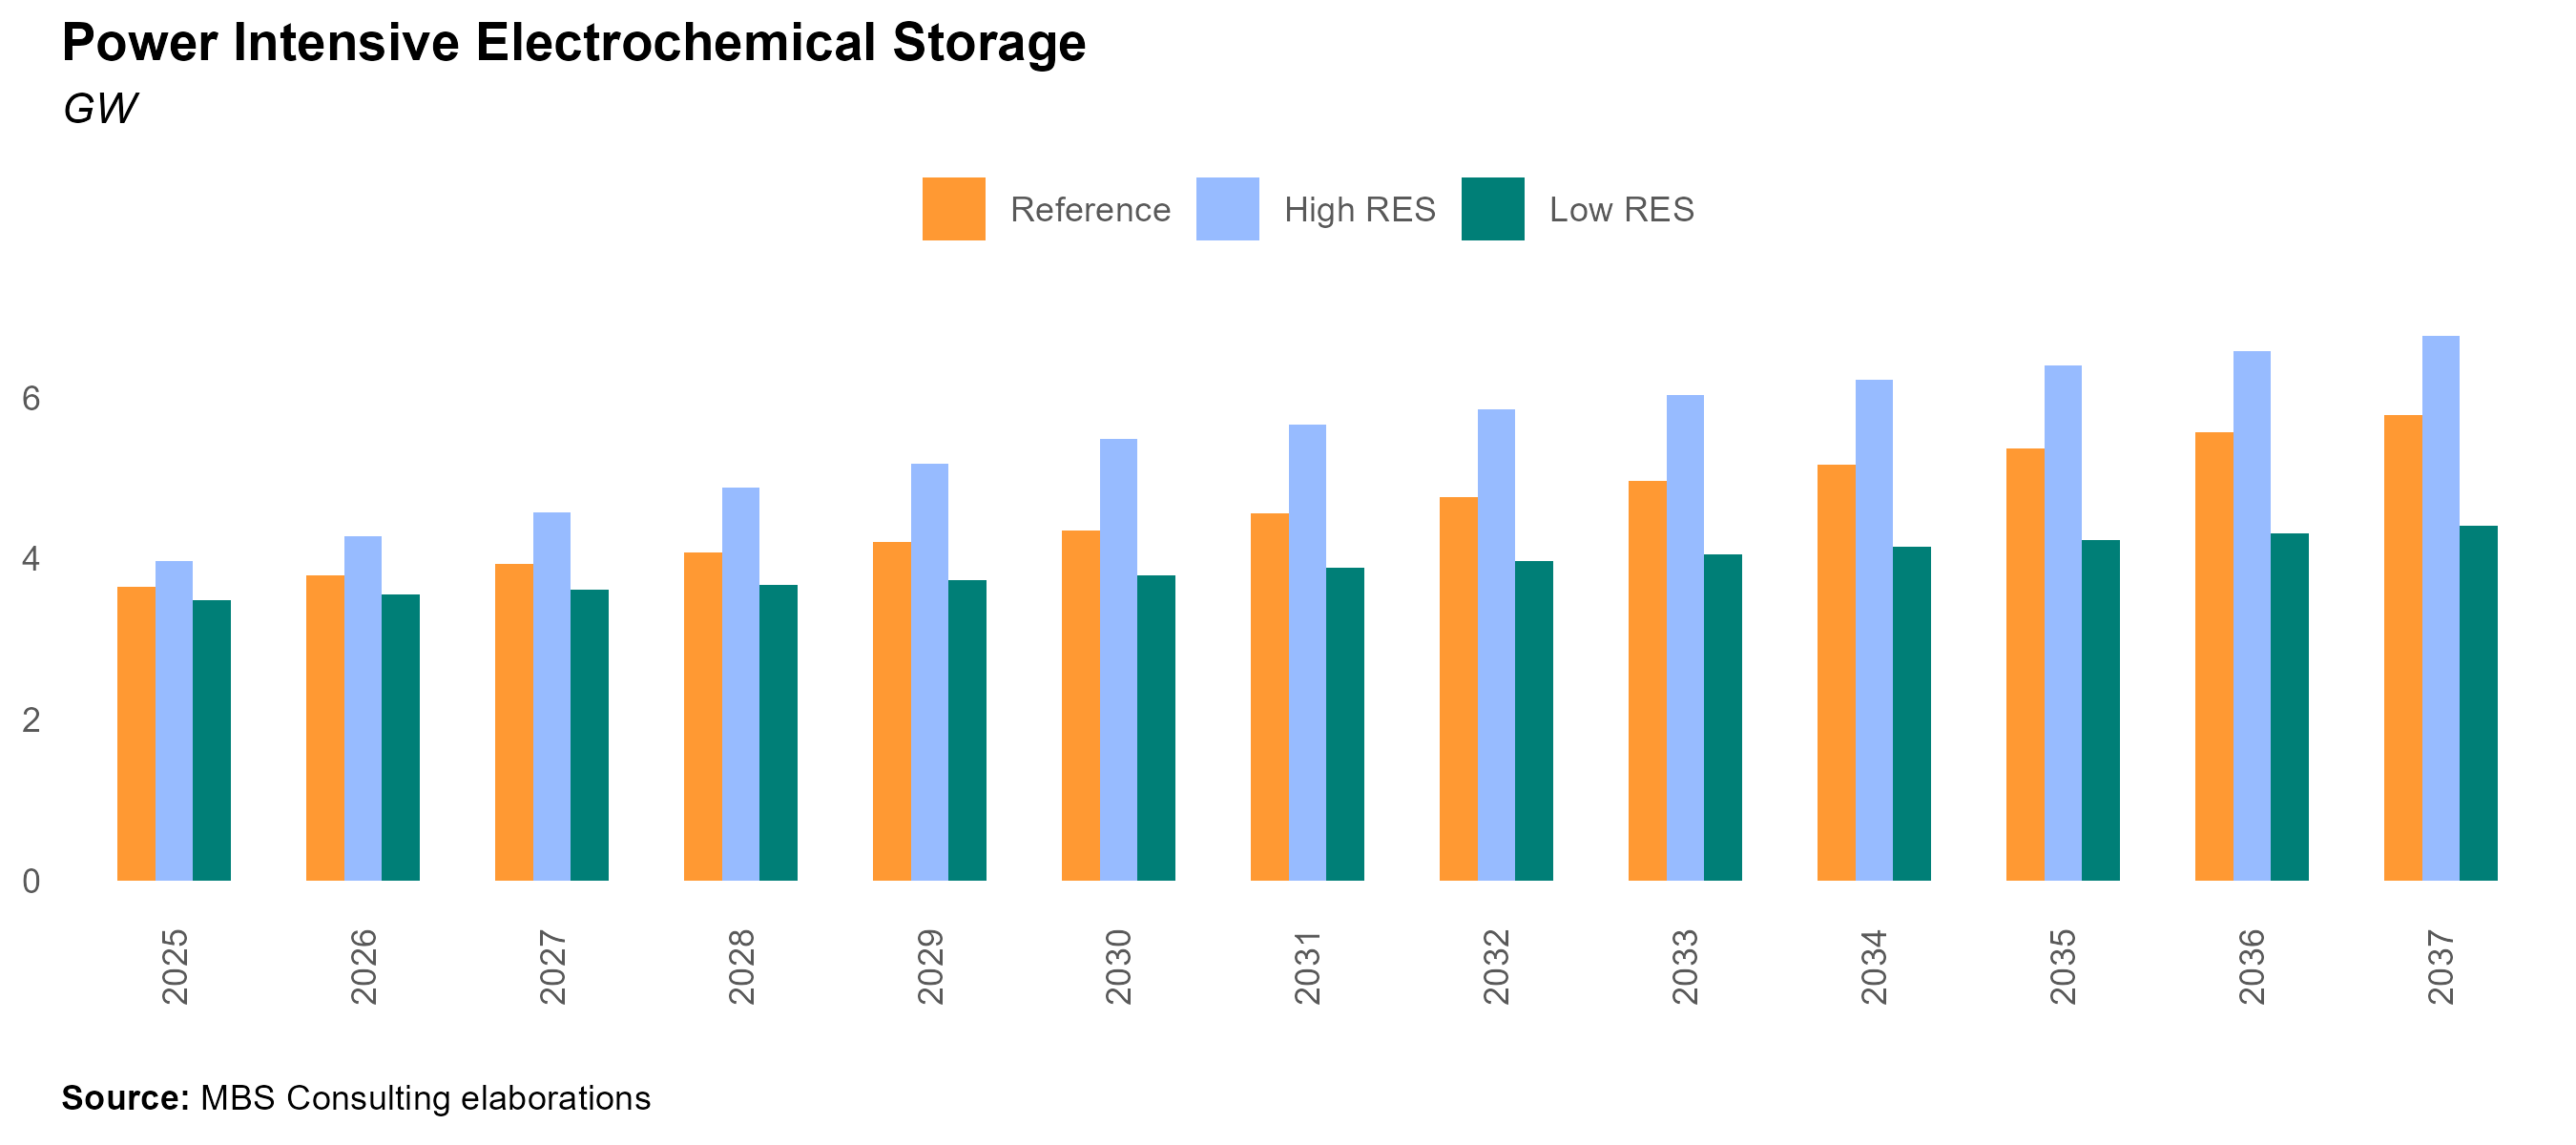 Power Intensive Electrochemical Storage
GW
Reference High RES Low RES
6
4
2
0
2025 2026 2027 2028 2029 2030 2031 2032 2033 2034 2035 2036 2037
Source: MBS Consulting elaborations